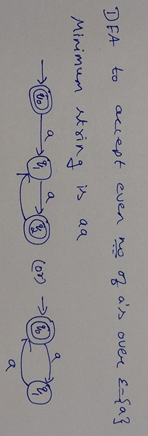 DFA to accept even no of a's over Σ={a}
Minimum string is aa
q0 a q1 a q2 (or) q0 a q1
a